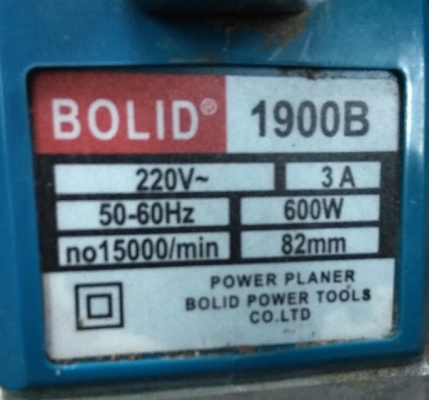 BOLID® 1900B
220V~ 3 A
50-60Hz 600W
no15000/min 82mm
POWER PLANER
BOLID POWER TOOLS
CO.LTD